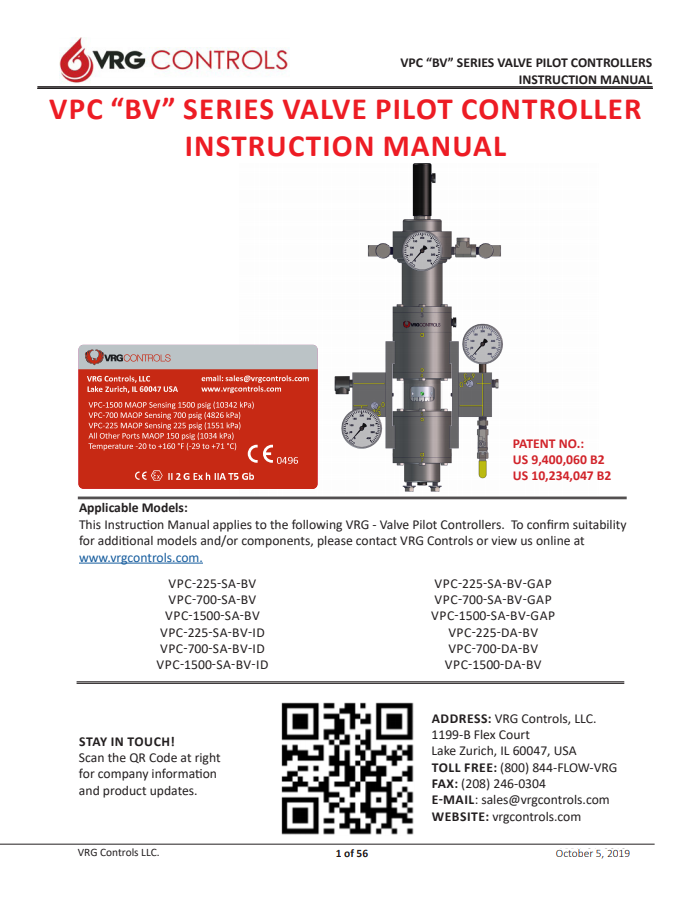 VRG CONTROLS
VPC “BV” SERIES VALVE PILOT CONTROLLERS
INSTRUCTION MANUAL
VPC “BV” SERIES VALVE PILOT CONTROLLER
INSTRUCTION MANUAL
VRGCONTROLS
VRGCONTROLS
VRG Controls, LLC email: sales@vrgcontrols.com
Lake Zurich, IL 60047 USA www.vrgcontrols.com
VPC-1500 MAOP Sensing 1500 psig (10342 kPa)
VPC-700 MAOP Sensing 700 psig (4826 kPa)
VPC-225 MAOP Sensing 225 psig (1551 kPa)
All Other Ports MAOP 150 psig (1034 kPa)
Temperature -20 to +160 °F (-29 to +71 °C)
CE 0496
CE Ex II 2 G Ex h IIA T5 Gb
PATENT NO.:
US 9,400,060 B2
US 10,234,047 B2
Applicable Models:
This Instruction Manual applies to the following VRG - Valve Pilot Controllers. To confirm suitability
for additional models and/or components, please contact VRG Controls or view us online at
www.vrgcontrols.com.
VPC-225-SA-BV
VPC-700-SA-BV
VPC-1500-SA-BV
VPC-225-SA-BV-ID
VPC-700-SA-BV-ID
VPC-1500-SA-BV-ID
VPC-225-SA-BV-GAP
VPC-700-SA-BV-GAP
VPC-1500-SA-BV-GAP
VPC-225-DA-BV
VPC-700-DA-BV
VPC-1500-DA-BV
STAY IN TOUCH!
Scan the QR Code at right
for company information
and product updates.
ADDRESS: VRG Controls, LLC.
1199-B Flex Court
Lake Zurich, IL 60047, USA
TOLL FREE: (800) 844-FLOW-VRG
FAX: (208) 246-0304
E-MAIL: sales@vrgcontrols.com
WEBSITE: vrgcontrols.com
VRG Controls LLC.
1 of 56
October 5, 2019